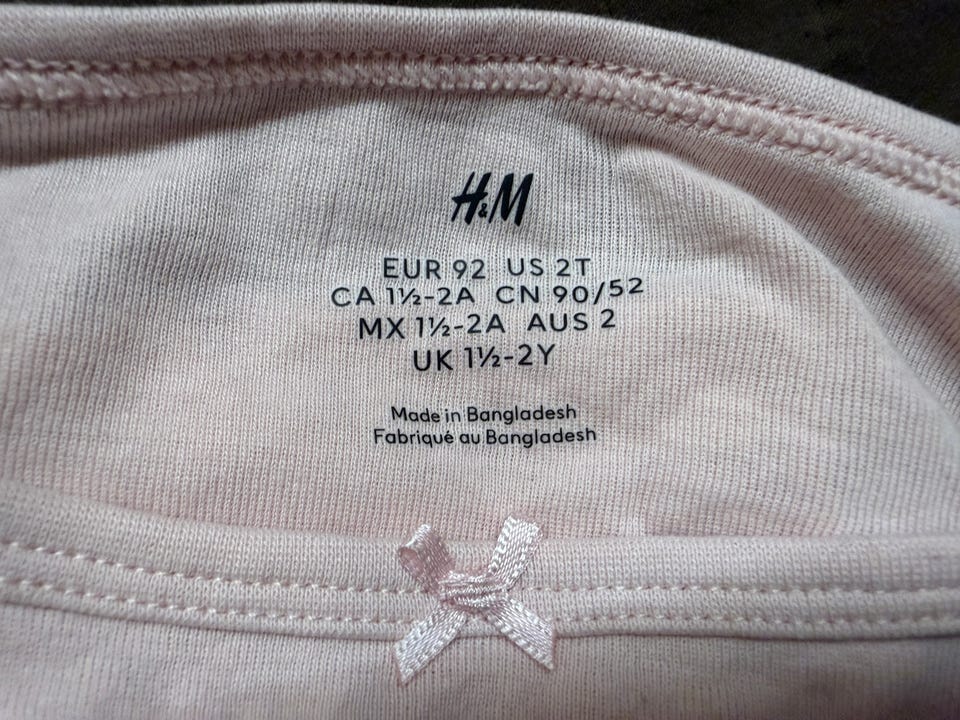 H&M
EUR 92 US 2T
CA 1½-2A CN 90/52
MX 1½-2A AUS 2
UK 1½-2Y
Made in Bangladesh
Fabriqué au Bangladesh